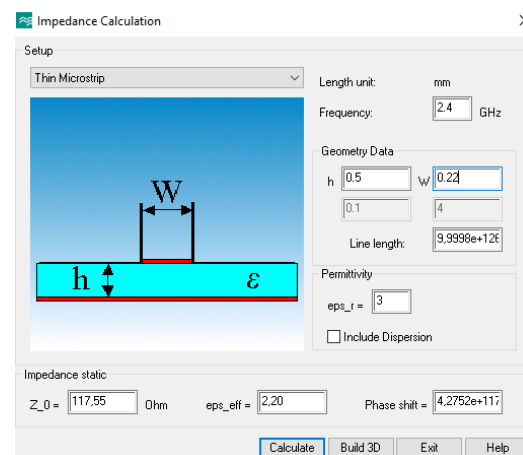 Impedance Calculation
Setup
Thin Microstrip
Length unit: mm
Frequency: 2.4 GHz
Geometry Data
h 0.5 W 0.22
0.1 4
Line length: 9,9998e+126
Permittivity
eps_r = 3
Include Dispersion
W
h ε
Impedance static
Z_0 = 117,55 Ohm eps_eff = 2,20 Phase shift = 4,2752e+117
Calculate Build 3D Exit Help